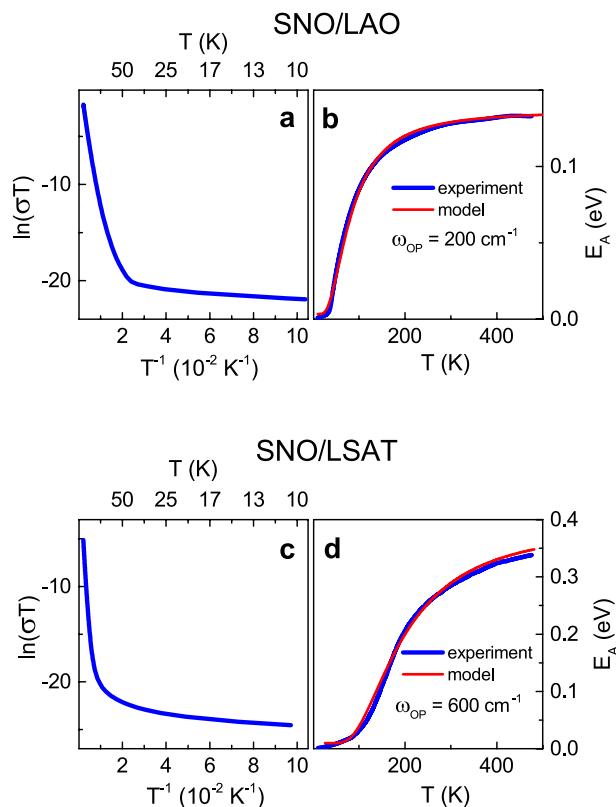 SNO/LAO
T (K)
50 25 17 13 10
a
b
-10
-20
ln(σT)
2 4 6 8 10
T⁻¹ (10⁻² K⁻¹)
experiment
model
ω_OP = 200 cm⁻¹
0.1
0.0
E_A (eV)
200 400
T (K)
SNO/LSAT
T (K)
50 25 17 13 10
c
d
-10
-20
ln(σT)
2 4 6 8 10
T⁻¹ (10⁻² K⁻¹)
experiment
model
ω_OP = 600 cm⁻¹
0.4
0.3
0.2
0.1
0.0
E_A (eV)
200 400
T (K)